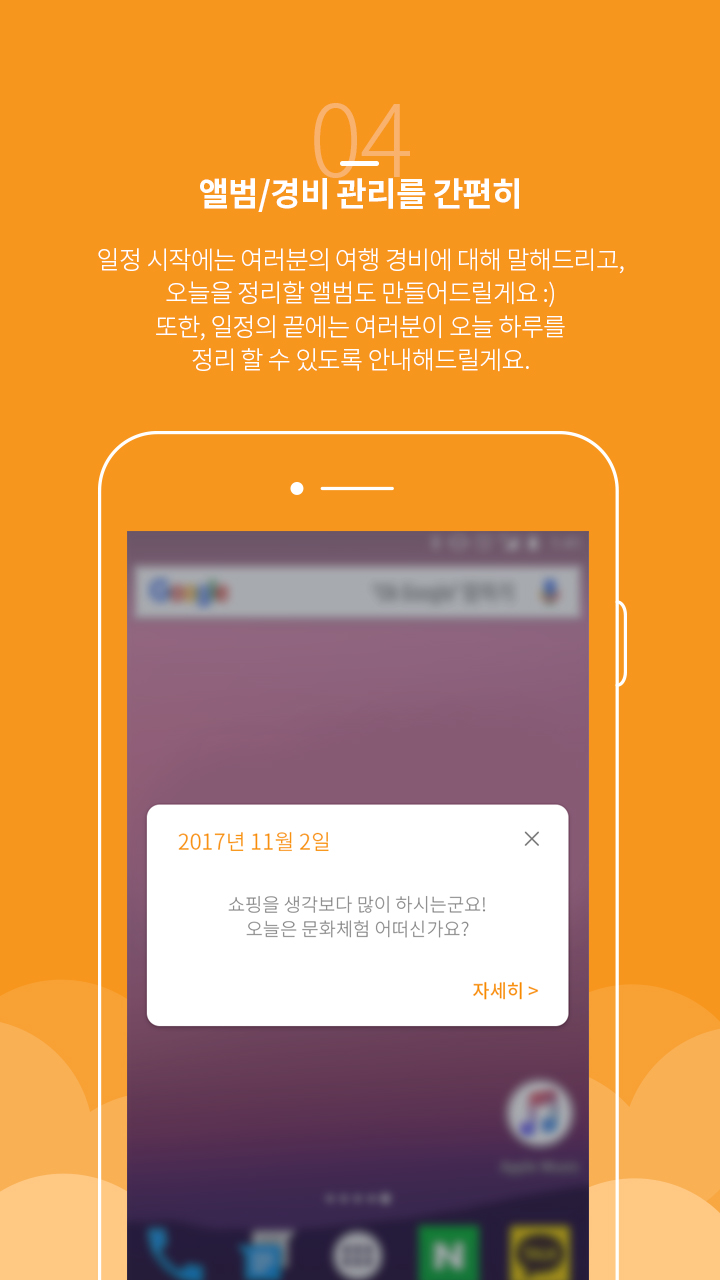 04
앨범/경비 관리를 간편히
일정 시작에는 여러분의 여행 경비에 대해 말해드리고,
오늘을 정리할 앨범도 만들어드릴게요 :)
또한, 일정의 끝에는 여러분이 오늘 하루를
정리 할 수 있도록 안내해드릴게요.
Google
2017년 11월 2일
쇼핑을 생각보다 많이 하시는군요!
오늘은 문화체험 어떠신가요?
자세히 >
Apple Music
N